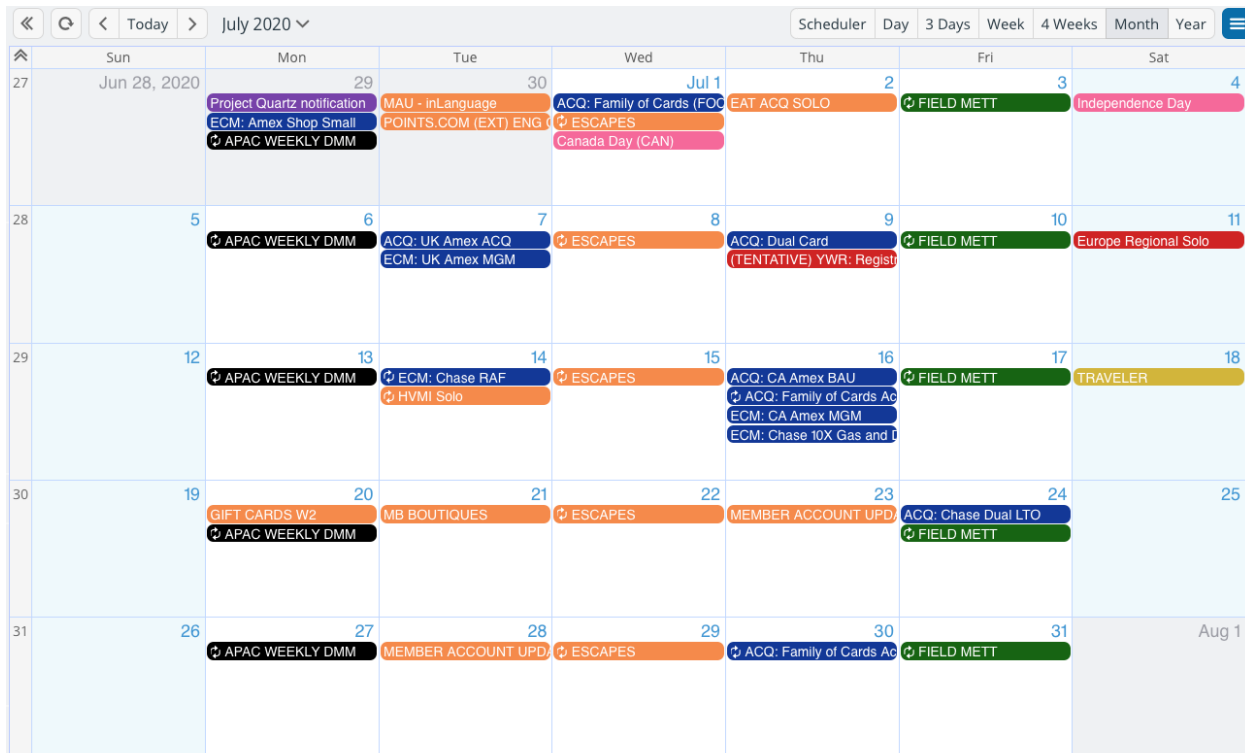 Today July 2020 Scheduler Day 3 Days Week 4 Weeks Month Year
Sun Mon Tue Wed Thu Fri Sat
27 Jun 28, 2020 29 30 Jul 1 2 3 4
Project Quartz notification MAU - inLanguage ACQ: Family of Cards (FOC EAT ACQ SOLO FIELD METT Independence Day
ECM: Amex Shop Small POINTS.COM (EXT) ENG ESCAPES
APAC WEEKLY DMM Canada Day (CAN)
28 5 6 7 8 9 10 11
APAC WEEKLY DMM ACQ: UK Amex ACQ ESCAPES ACQ: Dual Card FIELD METT Europe Regional Solo
ECM: UK Amex MGM (TENTATIVE) YWR: Registr
29 12 13 14 15 16 17 18
APAC WEEKLY DMM ECM: Chase RAF ESCAPES ACQ: CA Amex BAU FIELD METT TRAVELER
HVMI Solo ACQ: Family of Cards Ac
ECM: CA Amex MGM
ECM: Chase 10X Gas and D
30 19 20 21 22 23 24 25
GIFT CARDS W2 MB BOUTIQUES ESCAPES MEMBER ACCOUNT UPDA ACQ: Chase Dual LTO
APAC WEEKLY DMM FIELD METT
31 26 27 28 29 30 31 Aug 1
APAC WEEKLY DMM MEMBER ACCOUNT UPDA ESCAPES ACQ: Family of Cards Ac FIELD METT